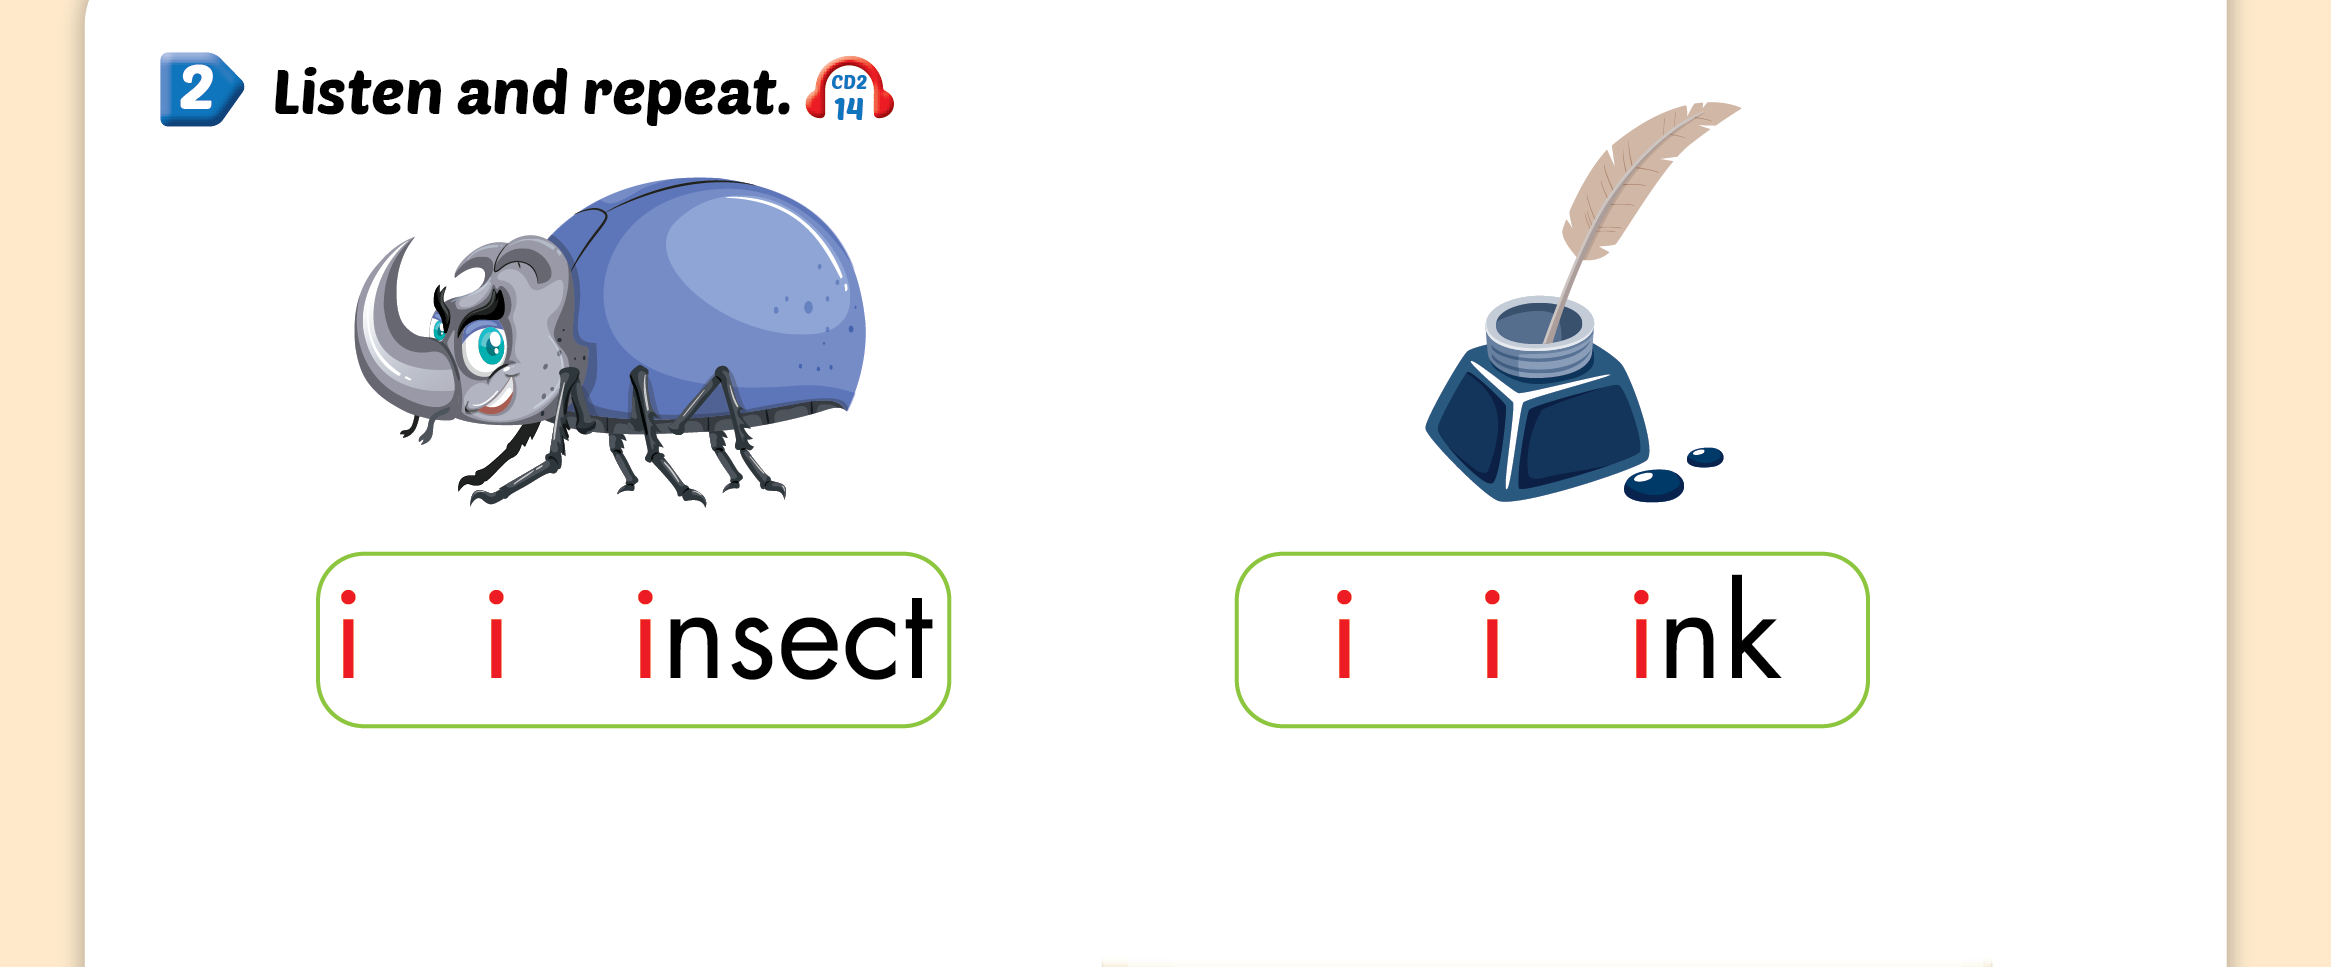 2 Listen and repeat. CD2 14
i i insect
i i ink